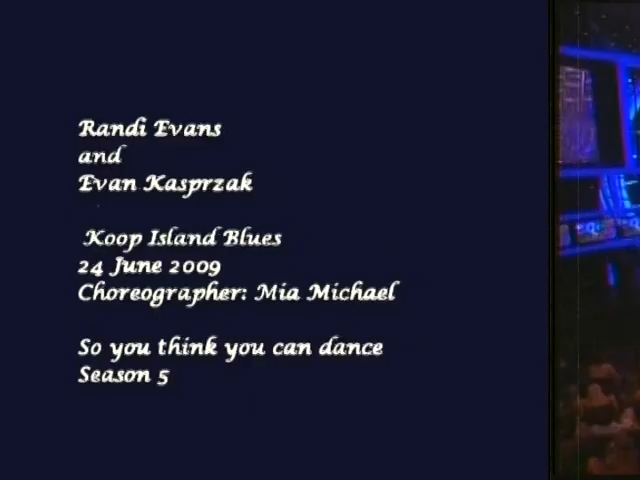 Randi Evans
and
Evan Kasprzak
Koop Island Blues
24 June 2009
Choreographer: Mia Michael
So you think you can dance
Season 5